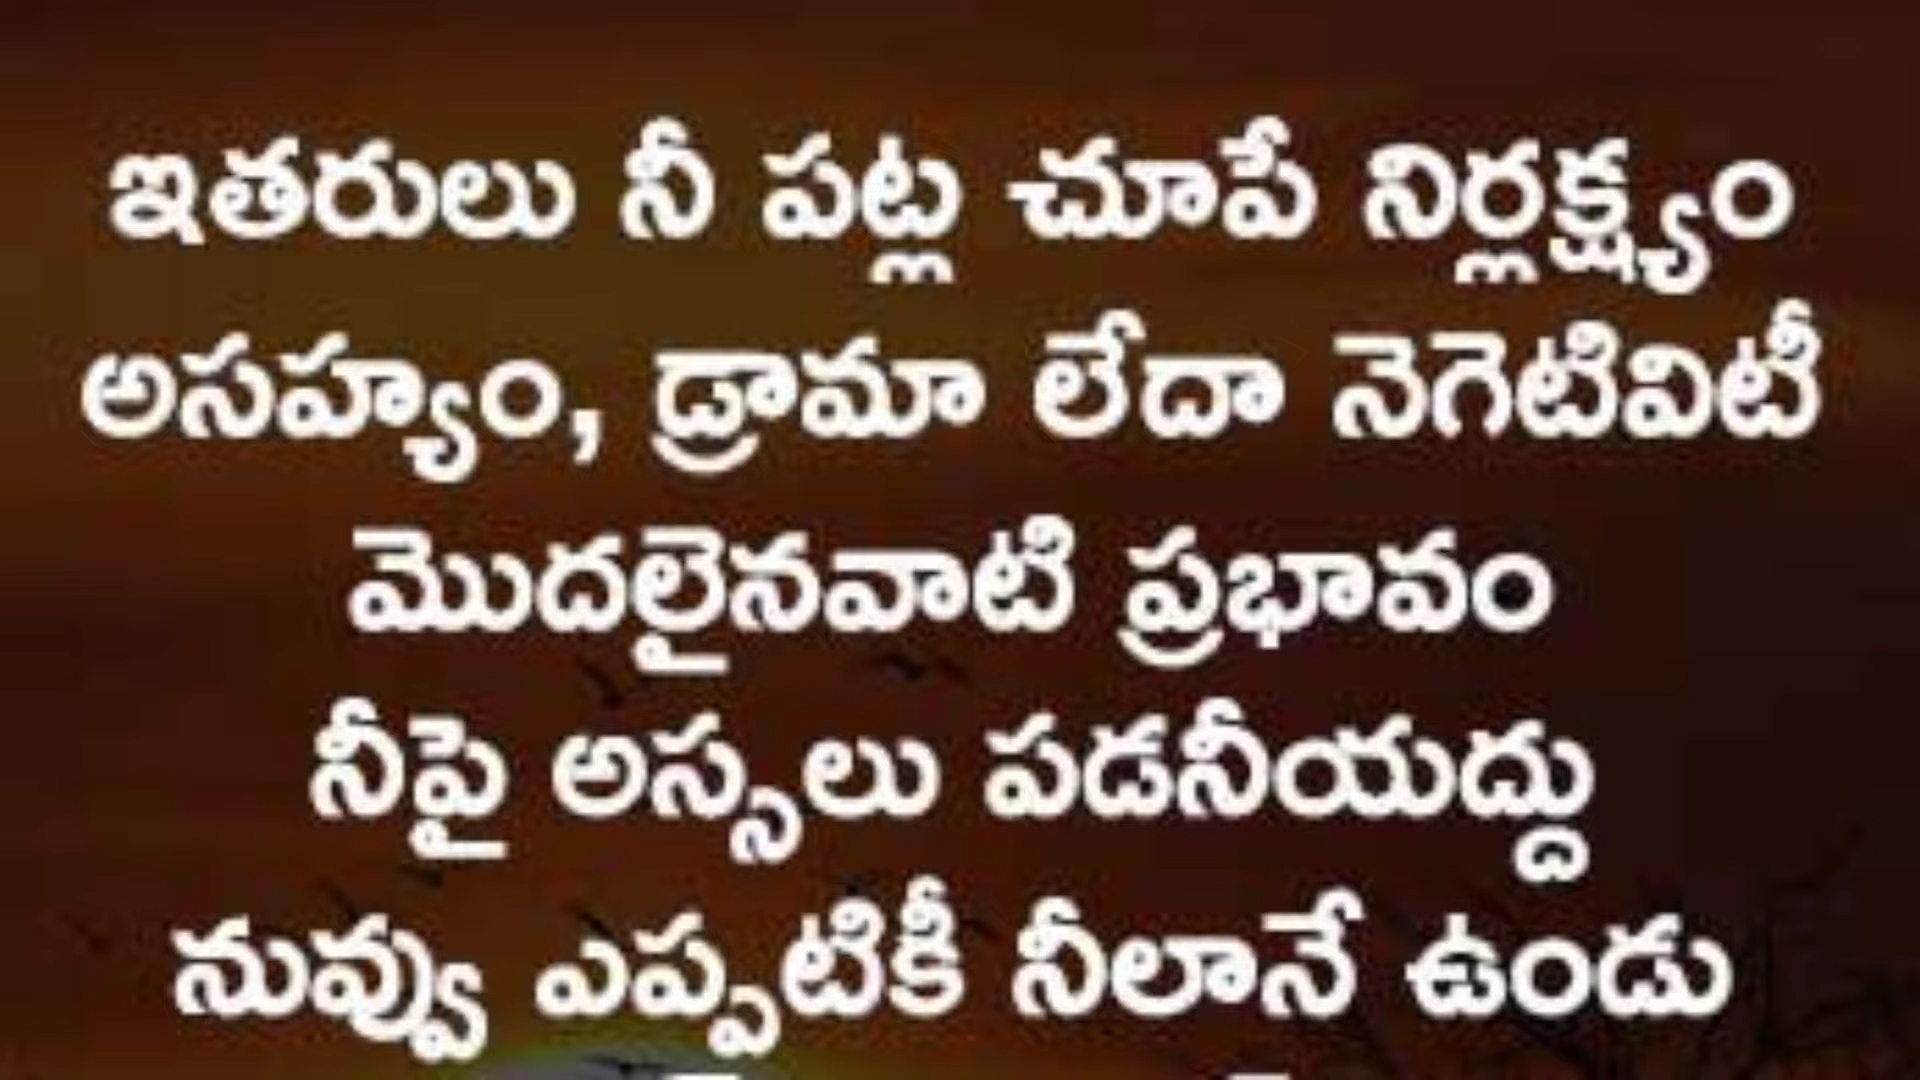 ఇతరులు నీ పట్ల చూపే నిర్లక్ష్యం
అసహ్యం, డ్రామా లేదా నెగెటివిటీ
మొదలైనవాటి ప్రభావం
నీపై అస్సలు పడనీయద్దు
నువ్వు ఎప్పటికీ నీలానే ఉండు